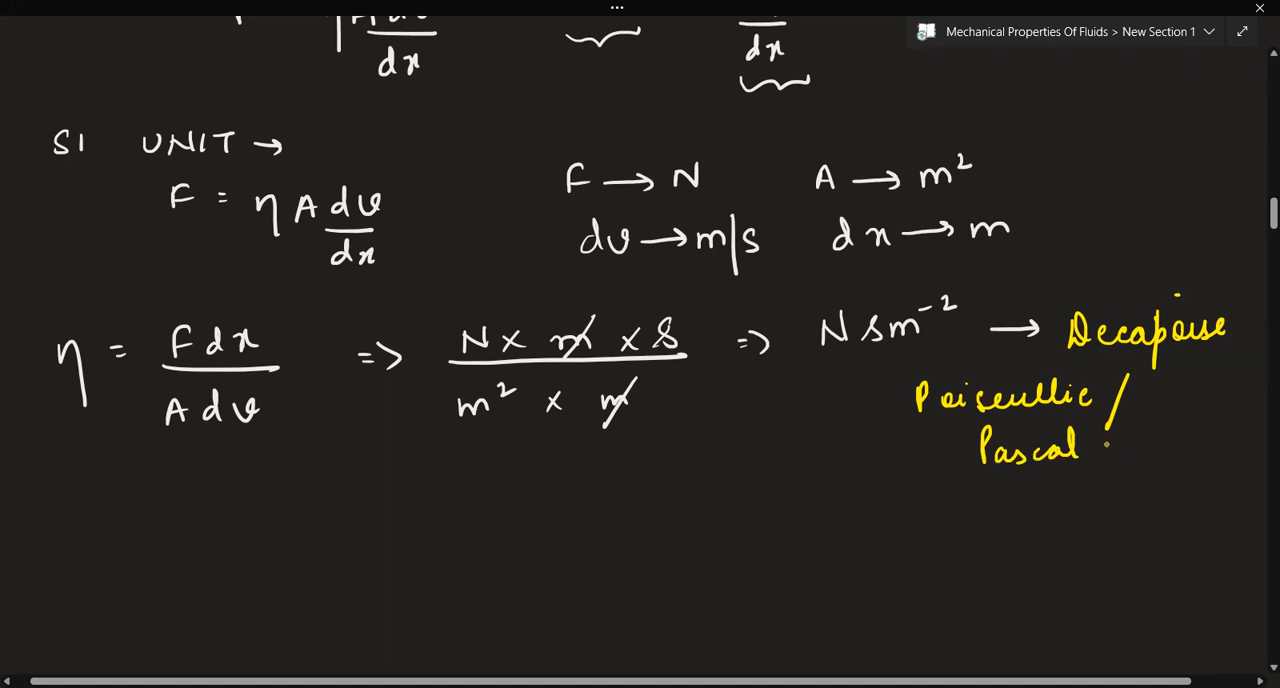 Mechanical Properties Of Fluids > New Section 1
dx
dx
SI UNIT →
F → N A → m²
F = η A dv
dx
dv → m|s dx → m
η = F dx => N x m x S => N s m⁻² → Decapoise
A dv m² x m
Poiseullie /
Pascal